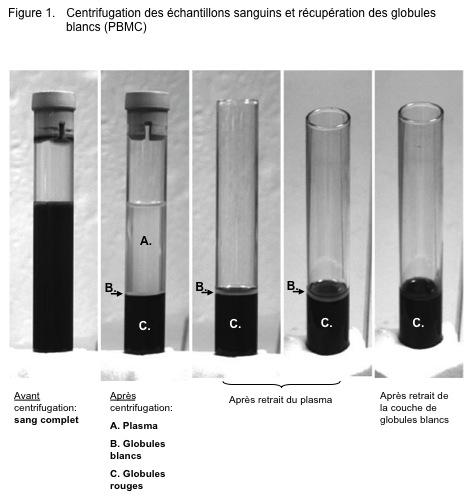 Figure 1. Centrifugation des échantillons sanguins et récupération des globules
blancs (PBMC)
A.
B.
C.
B.
C.
B.
C.
C.
Avant
centrifugation:
sang complet
Après
centrifugation:
A. Plasma
B. Globules
blancs
C. Globules
rouges
Après retrait du plasma
Après retrait de
la couche de
globules blancs